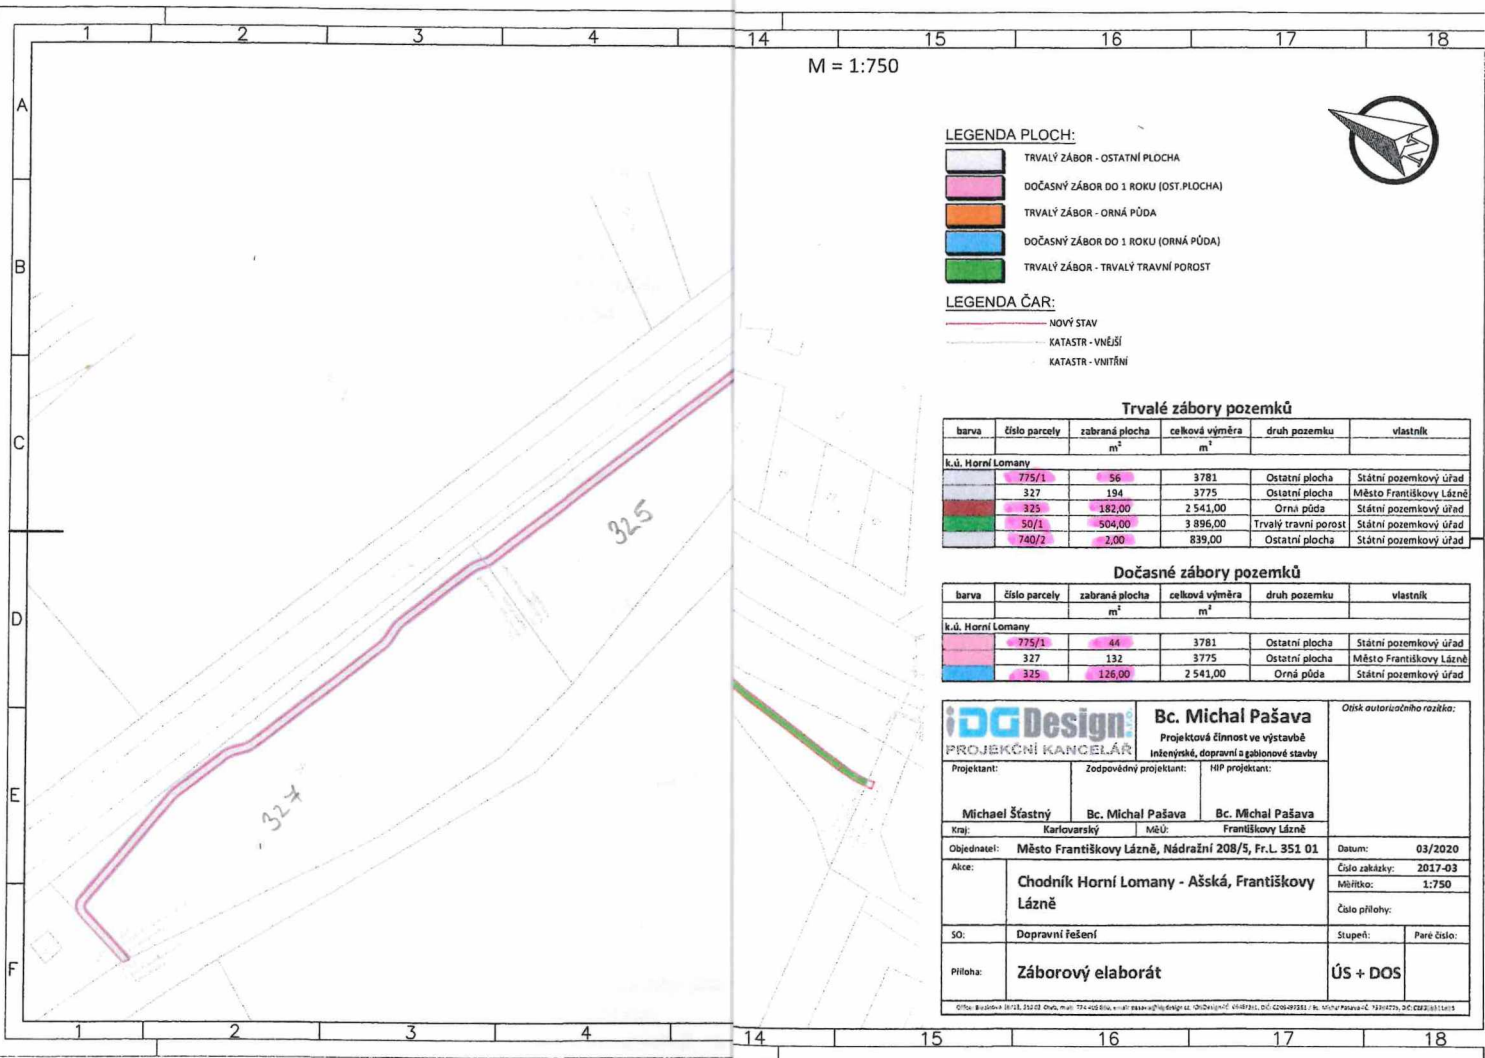 1 2 3 4 14 15 16 17 18
M = 1:750
A
B
C
D
E
F
325
327
LEGENDA PLOCH:
TRVALÝ ZÁBOR - OSTATNÍ PLOCHA
DOČASNÝ ZÁBOR DO 1 ROKU (OST.PLOCHA)
TRVALÝ ZÁBOR - ORNÁ PŮDA
DOČASNÝ ZÁBOR DO 1 ROKU (ORNÁ PŮDA)
TRVALÝ ZÁBOR - TRVALÝ TRAVNÍ POROST
LEGENDA ČAR:
NOVÝ STAV
KATASTR - VNĚJŠÍ
KATASTR - VNITŘNÍ
Trvalé zábory pozemků
barva číslo parcely zabraná plocha celková výměra druh pozemku vlastník
m² m²
k.ú. Horní Lomany
775/1 56 3781 Ostatní plocha Státní pozemkový úřad
327 194 3775 Ostatní plocha Město Františkovy Lázně
325 182,00 2 541,00 Orná půda Státní pozemkový úřad
50/1 504,00 3 896,00 Trvalý travní porost Státní pozemkový úřad
740/2 2,00 839,00 Ostatní plocha Státní pozemkový úřad
Dočasné zábory pozemků
barva číslo parcely zabraná plocha celková výměra druh pozemku vlastník
m² m²
k.ú. Horní Lomany
775/1 44 3781 Ostatní plocha Státní pozemkový úřad
327 132 3775 Ostatní plocha Město Františkovy Lázně
325 126,00 2 541,00 Orná půda Státní pozemkový úřad
iDG Design s.r.o.
PROJEKČNÍ KANCELÁŘ
Bc. Michal Pašava
Projektová činnost ve výstavbě
Inženýrské, dopravní a gabionové stavby
Otisk autorizačního razítka:
Projektant: Zodpovědný projektant: HIP projektant:
Michael Šťastný Bc. Michal Pašava Bc. Michal Pašava
Kraj: Karlovarský MěÚ: Františkovy Lázně
Objednatel: Město Františkovy Lázně, Nádražní 208/5, Fr.L. 351 01
Datum: 03/2020
Akce: Chodník Horní Lomany - Ašská, Františkovy
Lázně
Číslo zakázky: 2017-03
Měřítko: 1:750
Číslo přílohy:
SO: Dopravní řešení
Stupeň: Paré číslo:
Příloha: Záborový elaborát
ÚS + DOS
1 2 3 4 14 15 16 17 18